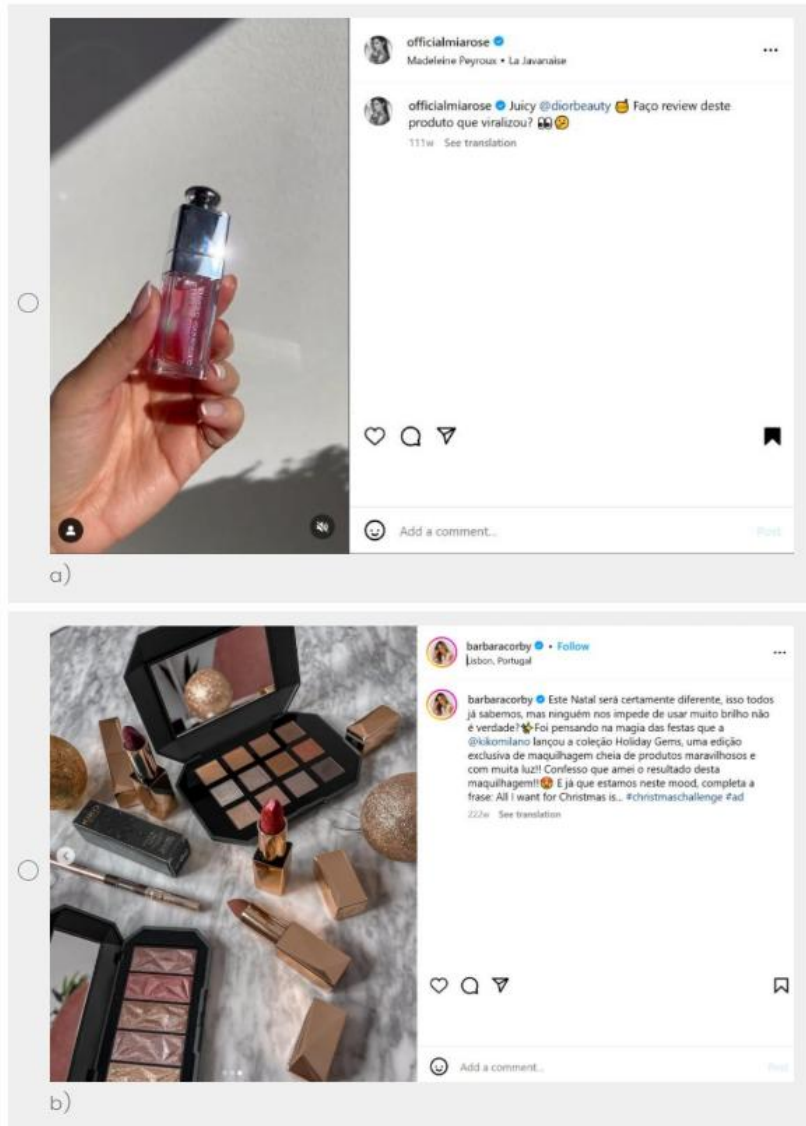 officialmiarose
Madeleine Peyroux • La Javanaise
officialmiarose Juicy @diorbeauty 🍯 Faço review deste
produto que viralizou? 👀🫢
111w See translation
Add a comment...
Post
a)
barbaracorby • Follow
Lisbon, Portugal
barbaracorby Este Natal será certamente diferente, isso todos
já sabemos, mas ninguém nos impede de usar muito brilho não
é verdade?✨Foi pensando na magia das festas que a
@kikomilano lançou a coleção Holiday Gems, uma edição
exclusiva de maquilhagem cheia de produtos maravilhosos e
com muita luz!! Confesso que amei o resultado desta
maquilhagem!!😍 E já que estamos neste mood, completa a
frase: All I want for Christmas is... #christmaschallenge #ad
222w See translation
Add a comment...
Post
b)